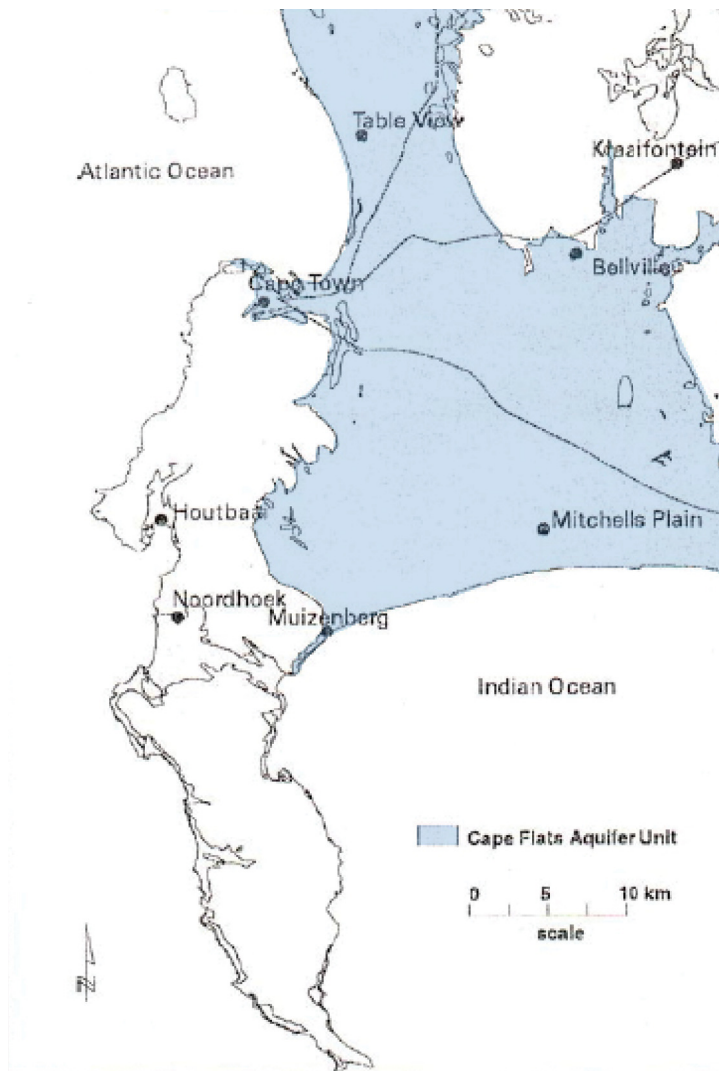 Table View
Kraaifontein
Atlantic Ocean
Bellville
Cape Town
Houtbaai
Mitchells Plain
Noordhoek
Muizenberg
Indian Ocean
Cape Flats Aquifer Unit
0 5 10 km
scale
N